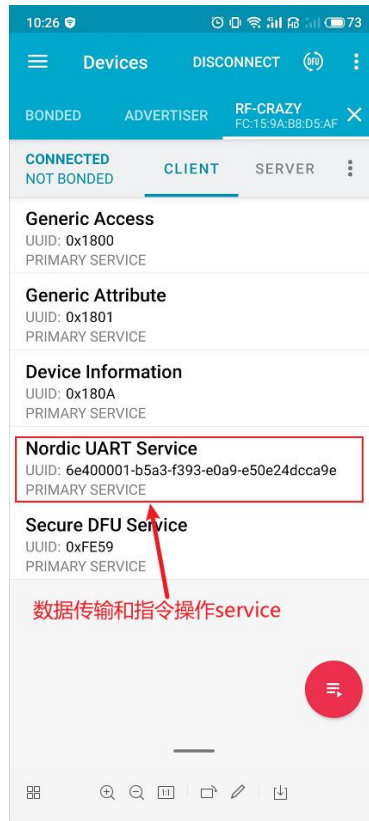 10:26
73
Devices
DISCONNECT
DFU
BONDED
ADVERTISER
RF-CRAZY
FC:15:9A:B8:D5:AF
CONNECTED
NOT BONDED
CLIENT
SERVER
Generic Access
UUID: 0x1800
PRIMARY SERVICE
Generic Attribute
UUID: 0x1801
PRIMARY SERVICE
Device Information
UUID: 0x180A
PRIMARY SERVICE
Nordic UART Service
UUID: 6e400001-b5a3-f393-e0a9-e50e24dcca9e
PRIMARY SERVICE
Secure DFU Service
UUID: 0xFE59
PRIMARY SERVICE
数据传输和指令操作service
1:1